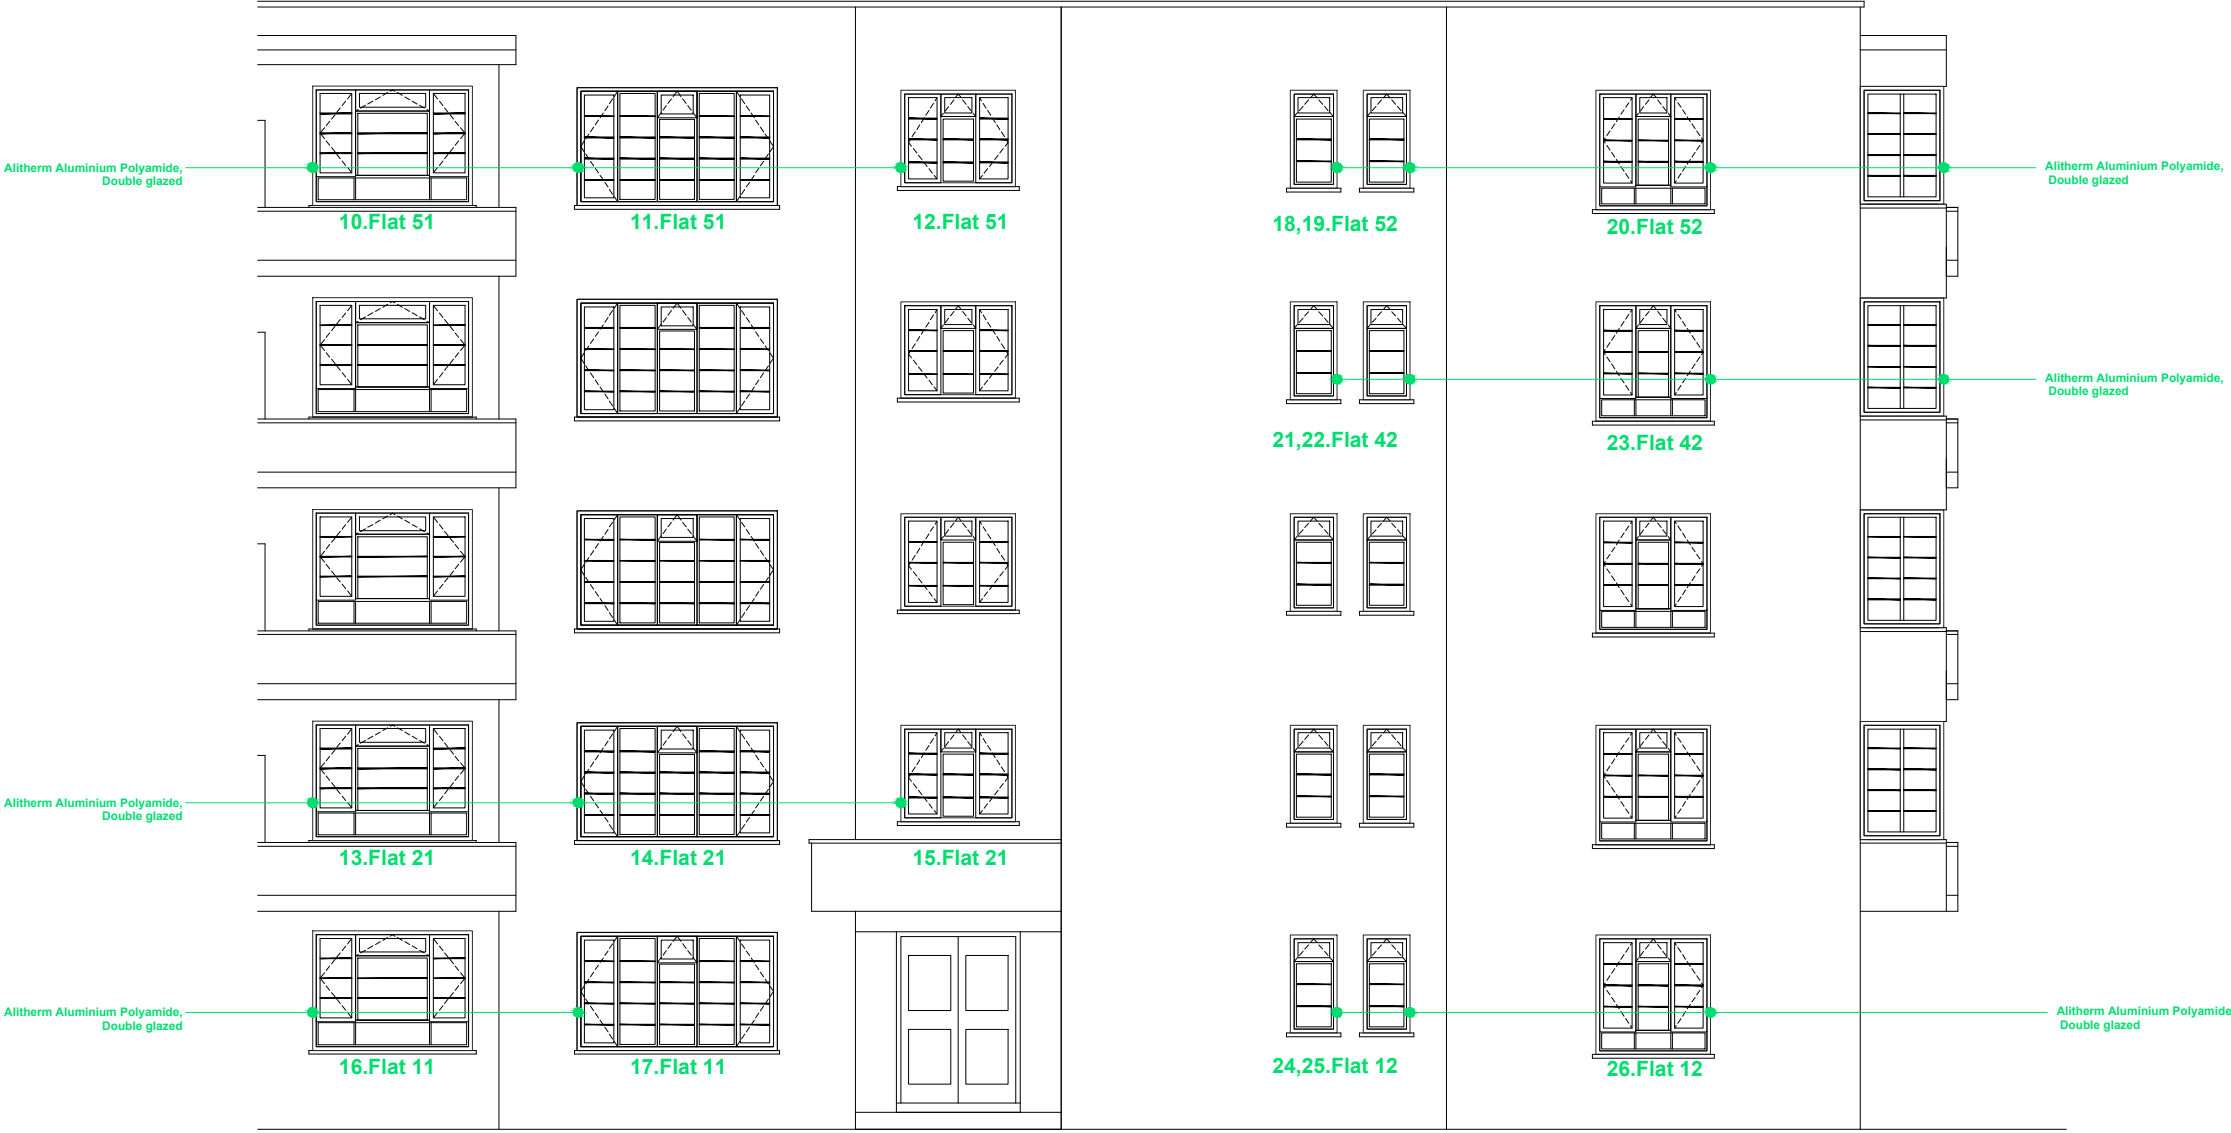 Alitherm Aluminium Polyamide,
Double glazed
Alitherm Aluminium Polyamide,
Double glazed
10.Flat 51
11.Flat 51
12.Flat 51
18,19.Flat 52
20.Flat 52
Alitherm Aluminium Polyamide,
Double glazed
21,22.Flat 42
23.Flat 42
Alitherm Aluminium Polyamide,
Double glazed
13.Flat 21
14.Flat 21
15.Flat 21
Alitherm Aluminium Polyamide,
Double glazed
Alitherm Aluminium Polyamide
Double glazed
16.Flat 11
17.Flat 11
24,25.Flat 12
26.Flat 12